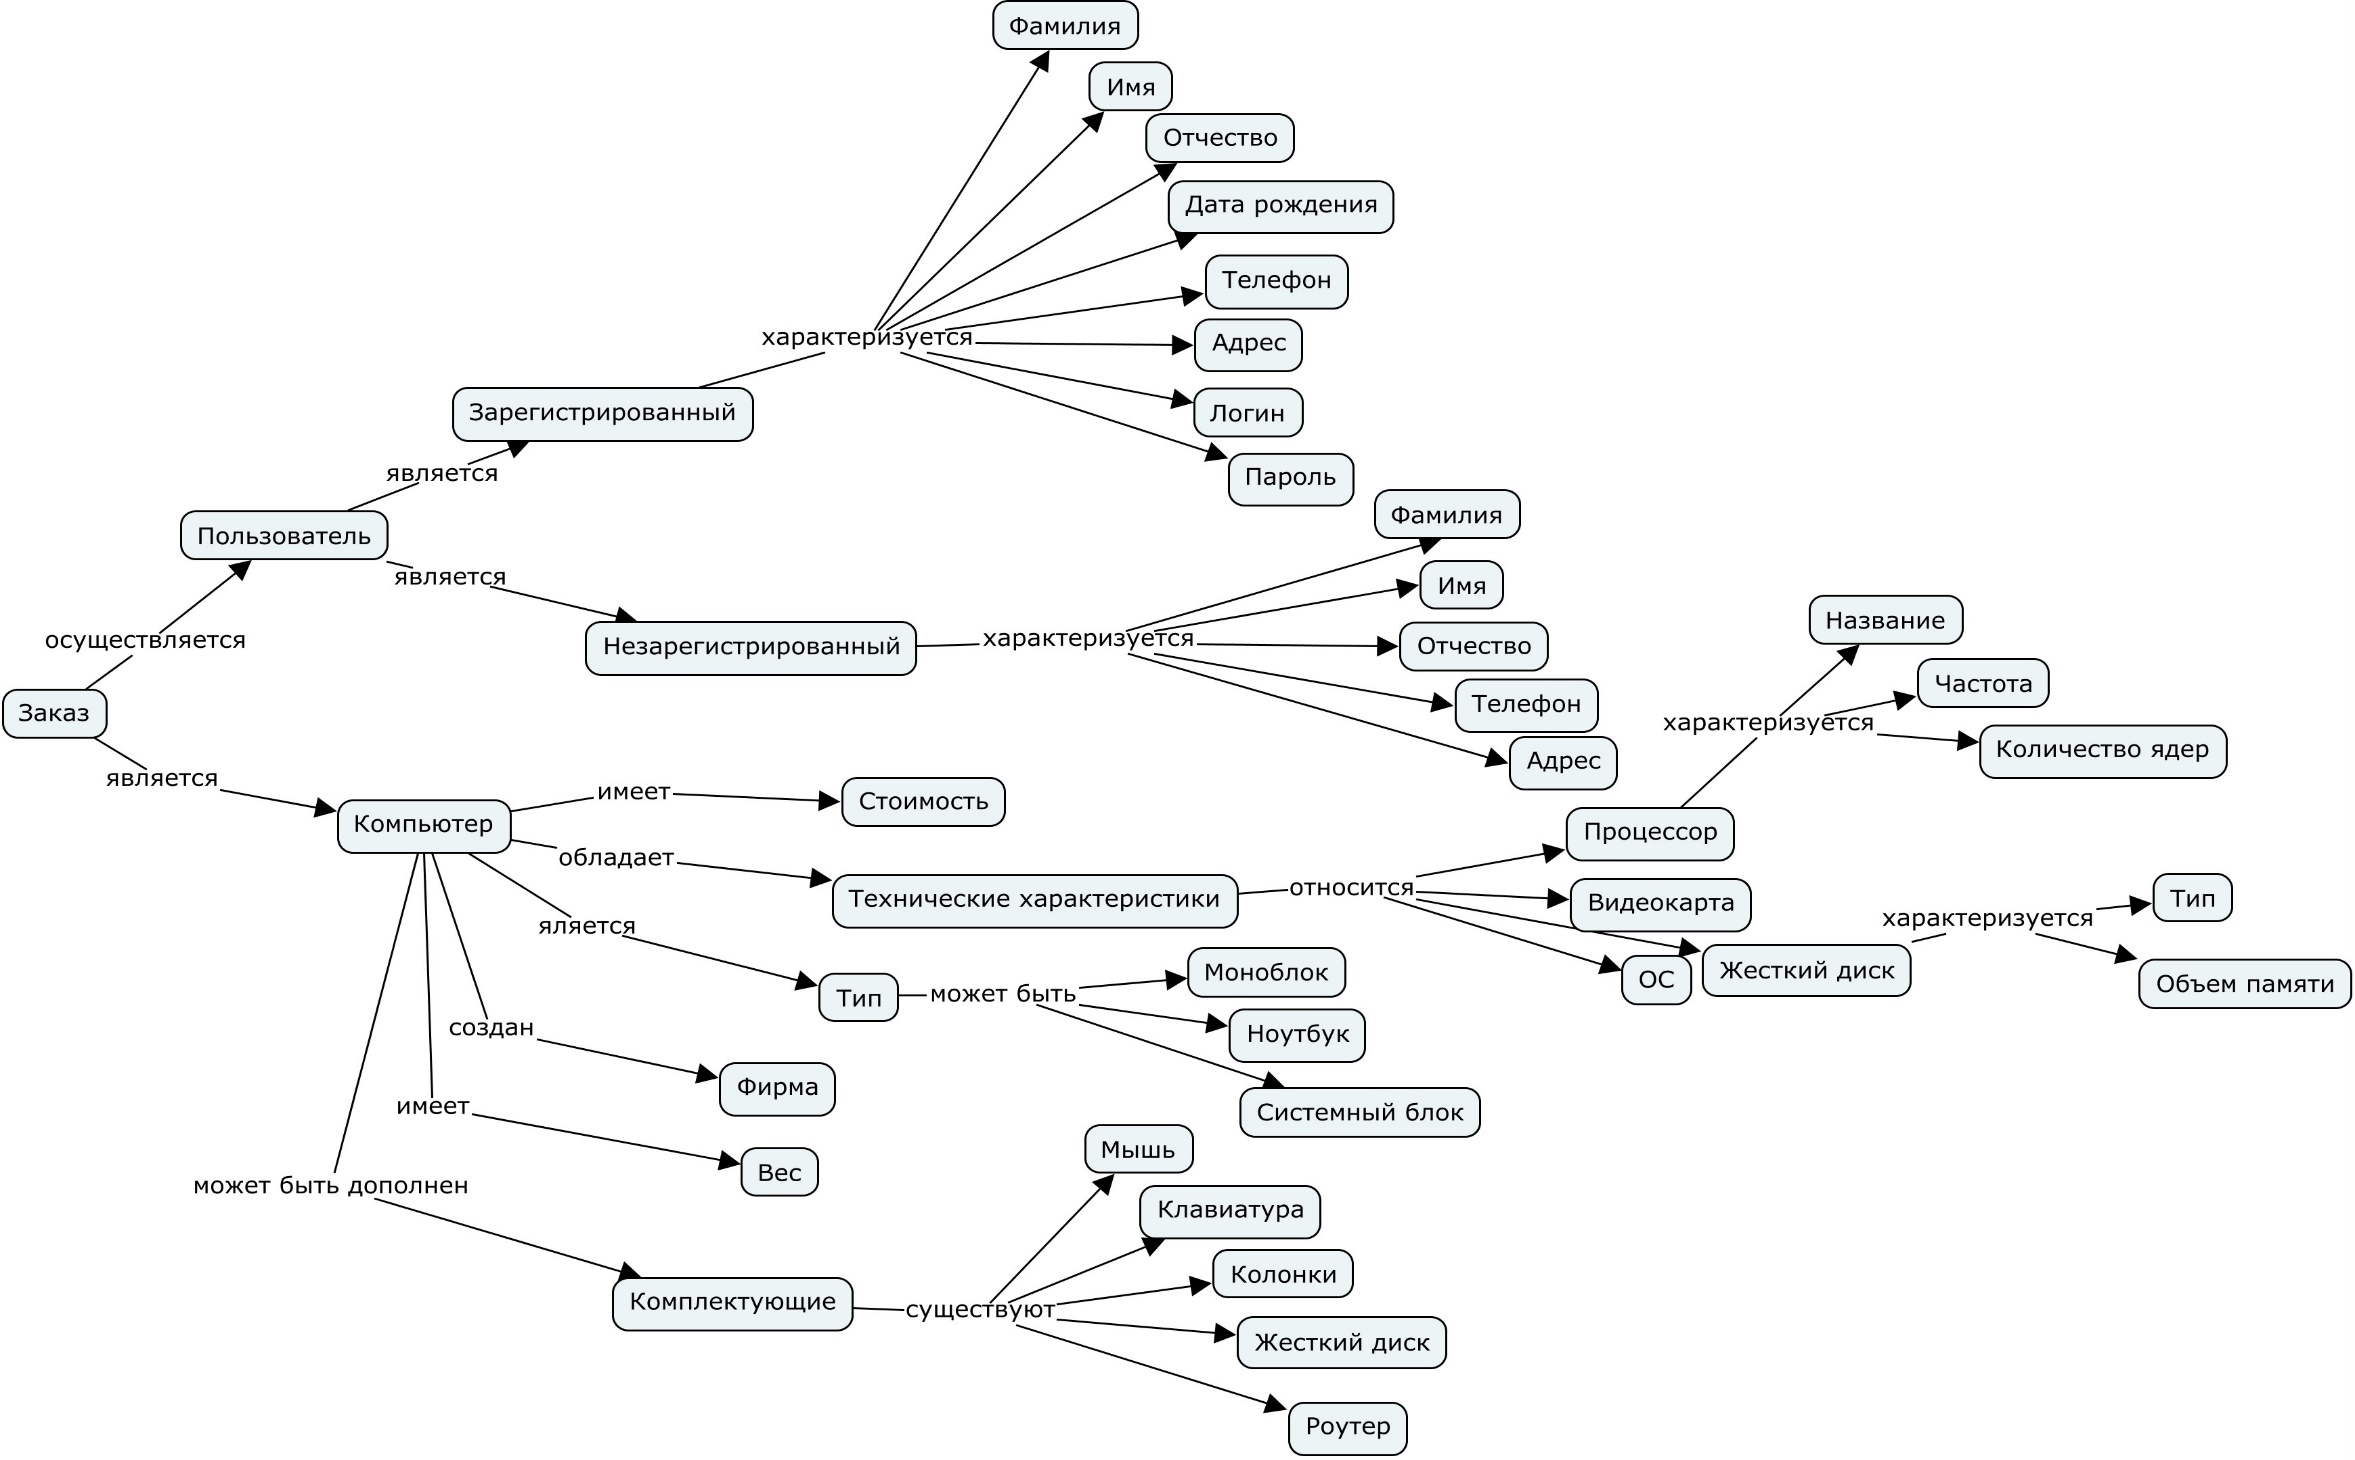 Фамилия
Имя
Отчество
Дата рождения
Телефон
характеризуется
Адрес
Зарегистрированный
Логин
является
Пароль
Фамилия
Пользователь
является
Имя
Название
осуществляется
Незарегистрированный
характеризуется
Отчество
Частота
Заказ
Телефон
характеризуется
Количество ядер
Адрес
является
имеет
Стоимость
Компьютер
Процессор
обладает
Технические характеристики
относится
Видеокарта
Тип
характеризуется
яляется
Жесткий диск
Моноблок
ОС
Объем памяти
Тип
может быть
Ноутбук
создан
Фирма
Системный блок
имеет
Мышь
Вес
может быть дополнен
Клавиатура
Колонки
Комплектующие
существуют
Жесткий диск
Роутер